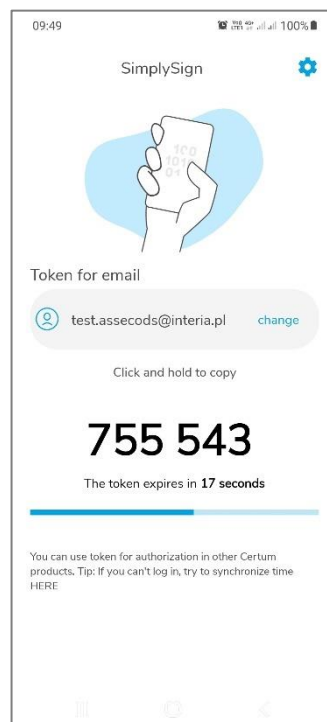 09:49
100%
SimplySign
100
1010
01
Token for email
test.assecods@interia.pl change
Click and hold to copy
755 543
The token expires in 17 seconds
You can use token for authorization in other Certum
products. Tip: If you can't log in, try to synchronize time
HERE